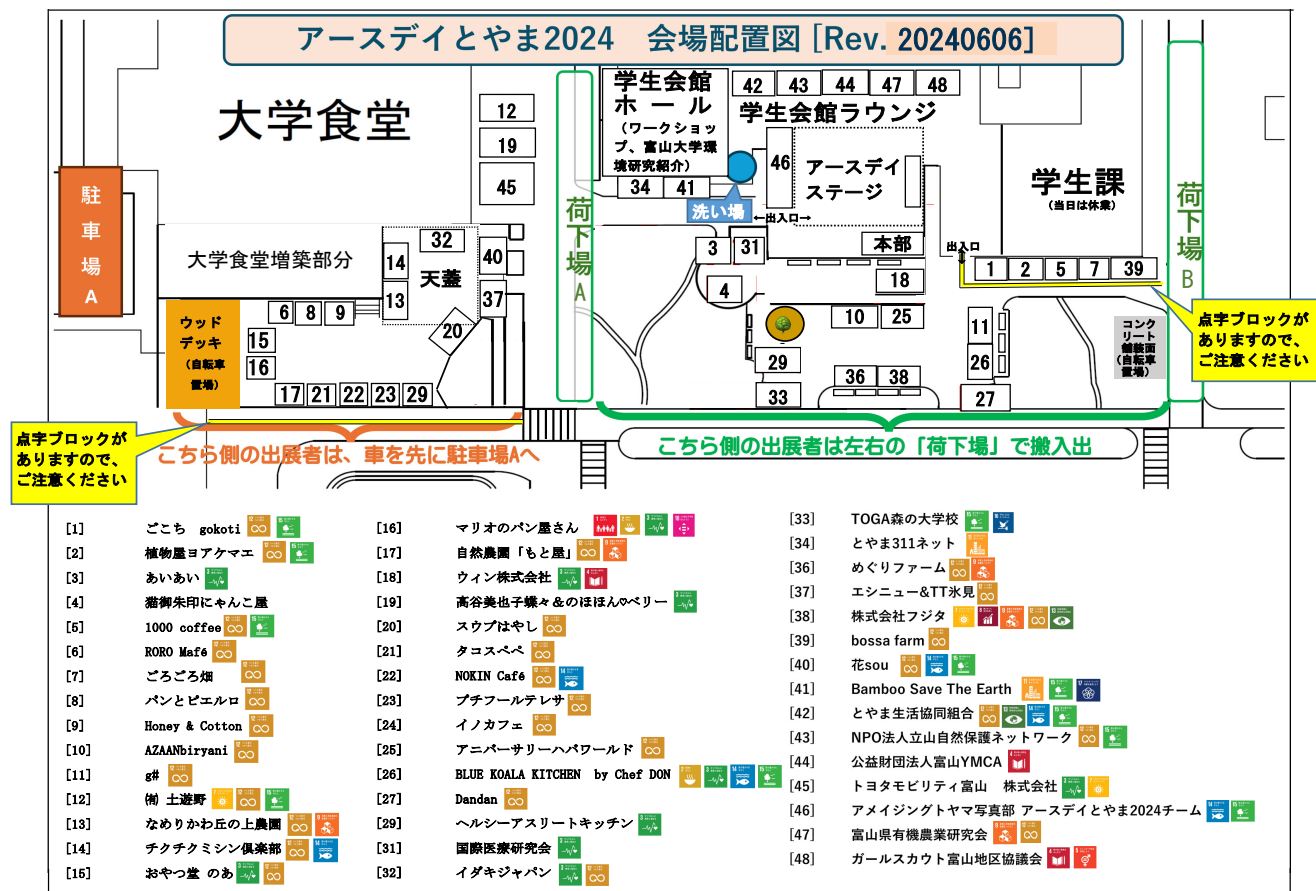 アースデイとやま2024　会場配置図 [Rev. 20240606]
大学食堂
12
19
45
荷下場A
学生会館
ホール
（ワークショッ
プ、富山大学環
境研究紹介）
34
41
洗い場
42
43
44
47
48
学生会館ラウンジ
46
アースデイ
ステージ
←出入口→
本部
18
3
31
4
学生課
(当日は休業)
荷下場B
出入口
1
2
5
7
39
点字ブロックが
ありますので、
ご注意ください
駐車場A
大学食堂増築部分
32
14
天蓋
13
40
37
20
ウッド
デッキ
（自転車
置場）
6
8
9
15
16
17
21
22
23
29
10
25
11
26
27
29
33
36
38
コンク
リート
舗装面
（自転車
置場）
点字ブロックが
ありますので、
ご注意ください
こちら側の出展者は、車を先に駐車場Aへ
こちら側の出展者は左右の「荷下場」で搬入出
[1] ごこち　gokoti
[2] 植物屋ヨアケマエ
[3] あいあい
[4] 猫御朱印にゃんこ屋
[5] 1000 coffee
[6] RORO Mafé
[7] ごろごろ畑
[8] パンとピエルロ
[9] Honey & Cotton
[10] AZAANbiryani
[11] g#
[12] ㈲ 土遊野
[13] なめりかわ丘の上農園
[14] チクチクミシン倶楽部
[15] おやつ堂 のあ
[16] マリオのパン屋さん
[17] 自然農園「もと屋」
[18] ウィン株式会社
[19] 高谷美也子蝶々＆のほほん♡ベリー
[20] スウプはやし
[21] タコスペペ
[22] NOKIN Café
[23] プチフールテレサ
[24] イノカフェ
[25] アニバーサリーハバワールド
[26] BLUE KOALA KITCHEN by Chef DON
[27] Dandan
[29] ヘルシーアスリートキッチン
[31] 国際医療研究会
[32] イダキジャパン
[33] TOGA森の大学校
[34] とやま311ネット
[36] めぐりファーム
[37] エシニュー&TT氷見
[38] 株式会社フジタ
[39] bossa farm
[40] 花sou
[41] Bamboo Save The Earth
[42] とやま生活協同組合
[43] NPO法人立山自然保護ネットワーク
[44] 公益財団法人富山YMCA
[45] トヨタモビリティ富山　株式会社
[46] アメイジングトヤマ写真部 アースデイとやま2024チーム
[47] 富山県有機農業研究会
[48] ガールスカウト富山地区協議会